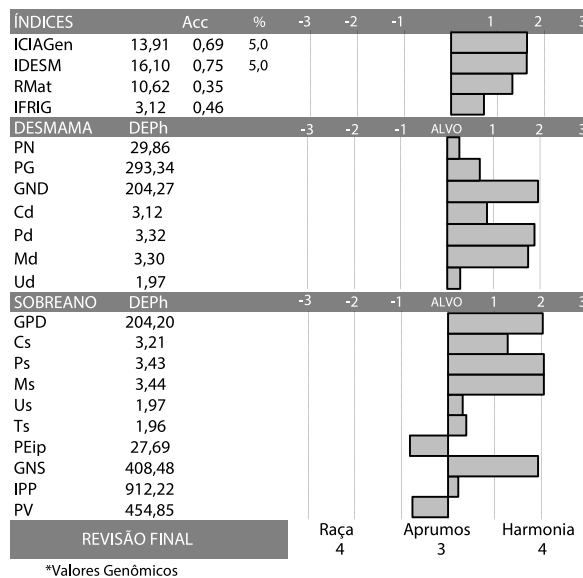 ÍNDICES Acc % -3 -2 -1 1 2 3
ICIAGen 13,91 0,69 5,0
IDESM 16,10 0,75 5,0
RMat 10,62 0,35
IFRIG 3,12 0,46
DESMAMA DEPh -3 -2 -1 ALVO 1 2 3
PN 29,86
PG 293,34
GND 204,27
Cd 3,12
Pd 3,32
Md 3,30
Ud 1,97
SOBREANO DEPh -3 -2 -1 ALVO 1 2 3
GPD 204,20
Cs 3,21
Ps 3,43
Ms 3,44
Us 1,97
Ts 1,96
PEip 27,69
GNS 408,48
IPP 912,22
PV 454,85
REVISÃO FINAL Raça Aprumos Harmonia
4 3 4
*Valores Genômicos